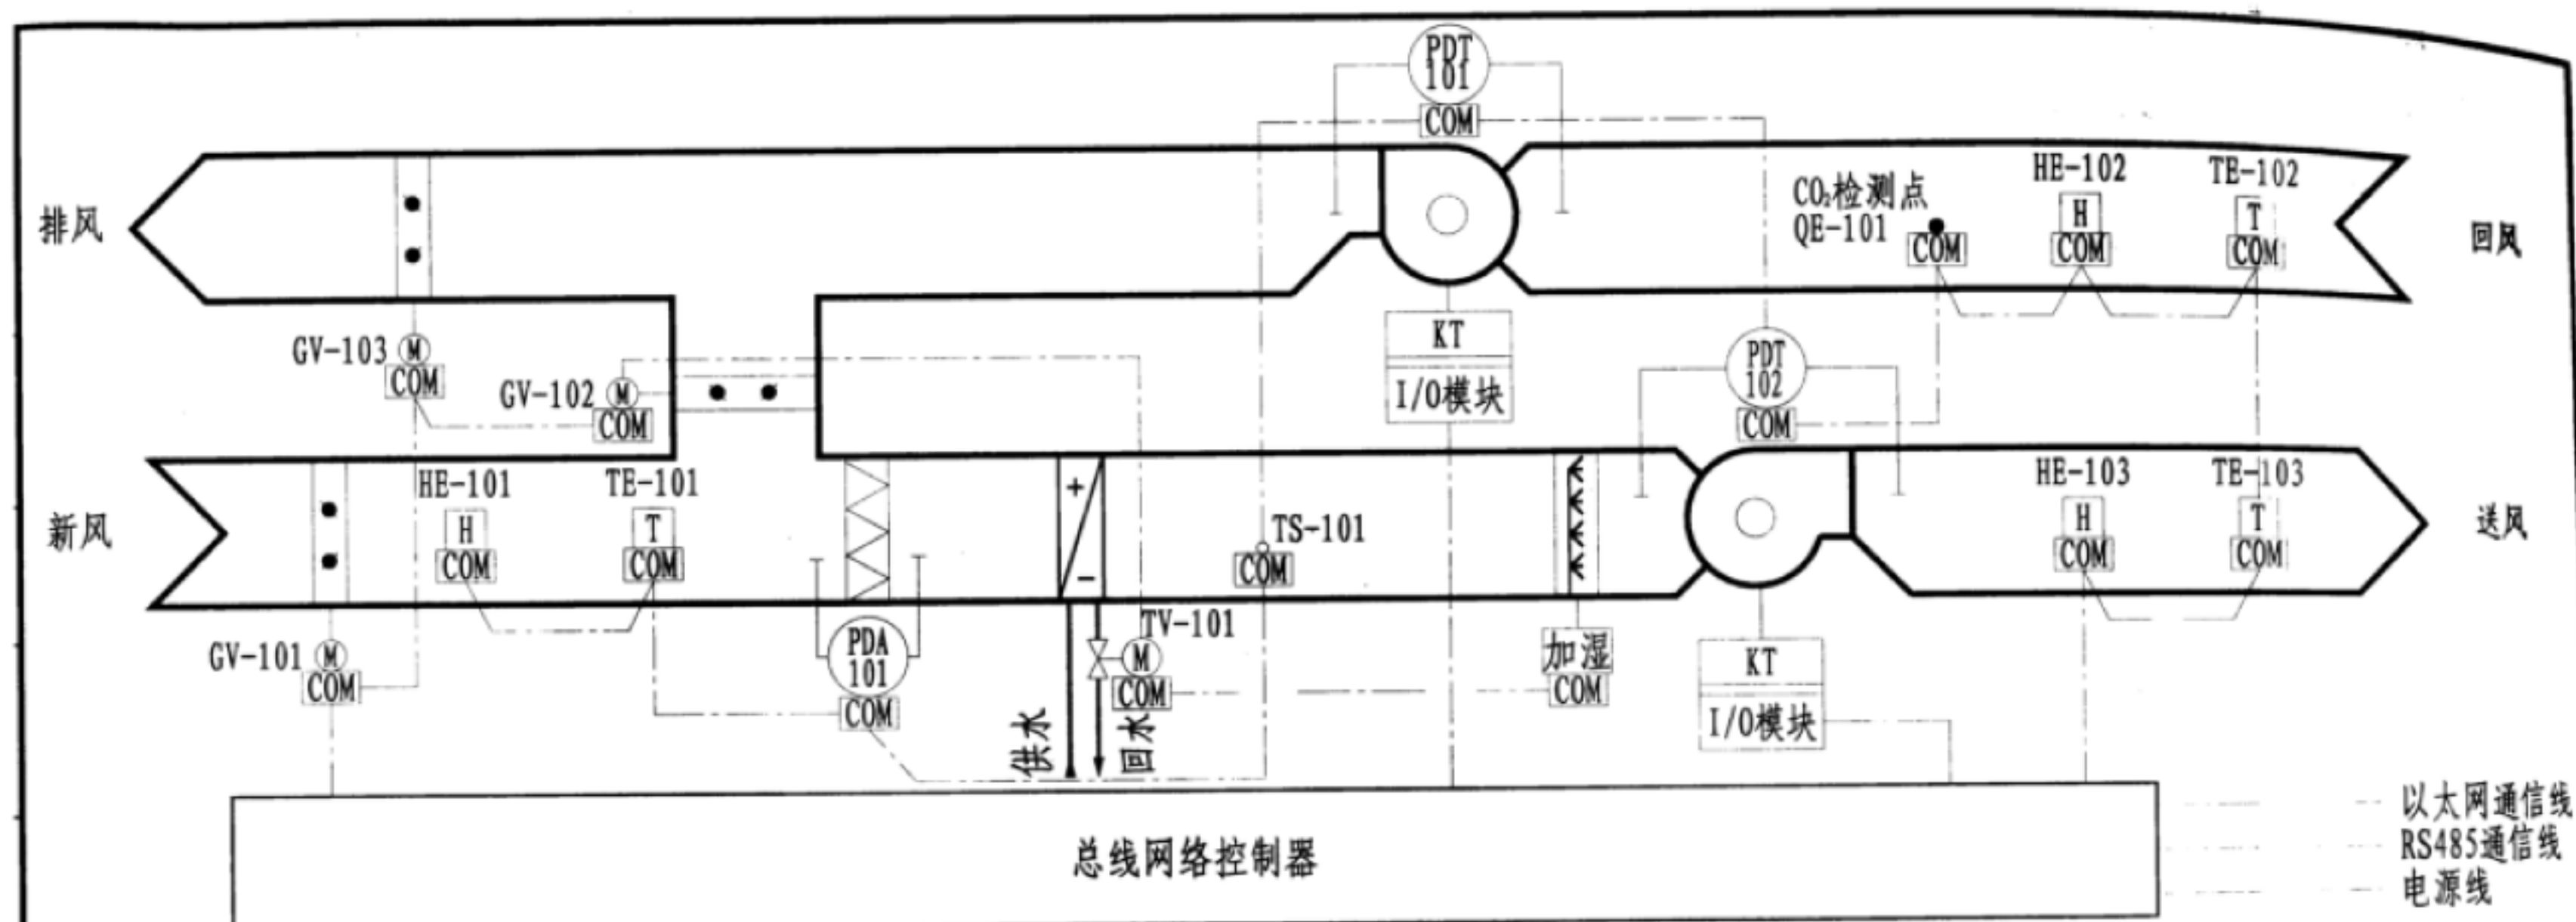 PDT
101
COM
排风
CO₂检测点
QE-101
COM
HE-102
H
COM
TE-102
T
COM
回风
GV-103
M
COM
GV-102
M
COM
KT
I/O模块
PDT
102
COM
新风
HE-101
H
COM
TE-101
T
COM
+
-
TS-101
COM
HE-103
H
COM
TE-103
T
COM
送风
GV-101
M
COM
PDA
101
COM
供水
回水
TV-101
M
COM
加湿
COM
KT
I/O模块
总线网络控制器
以太网通信线
RS485通信线
电源线